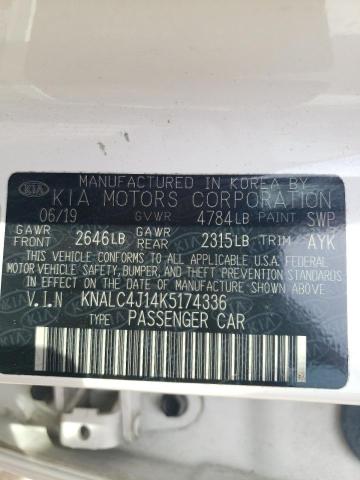 MANUFACTURED IN KOREA BY
KIA KIA MOTORS CORPORATION
06/19 GVWR 4784LB PAINT SWP
GAWR FRONT 2646LB GAWR REAR 2315LB TRIM AYK
THIS VEHICLE CONFORMS TO ALL APPLICABLE
FEDERAL MOTOR VEHICLE SAFETY, BUMPER, AND THEFT PREVENTION STANDARDS
IN EFFECT ON THE DATE OF MANUFACTURE SHOWN ABOVE.
V.I.N KNALC4J14K5174336
TYPE PASSENGER CAR